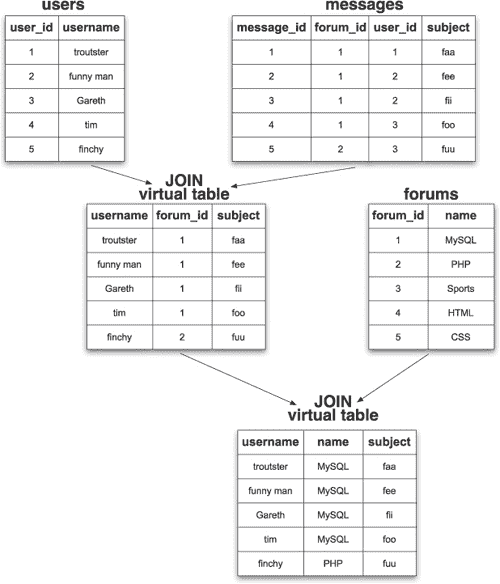 users
user_id username
1 troutster
2 funny man
3 Gareth
4 tim
5 finchy
messages
message_id forum_id user_id subject
1 1 1 faa
2 1 2 fee
3 1 2 fii
4 1 3 foo
5 2 3 fuu
JOIN
virtual table
username forum_id subject
troutster 1 faa
funny man 1 fee
Gareth 1 fii
tim 1 foo
finchy 2 fuu
forums
forum_id name
1 MySQL
2 PHP
3 Sports
4 HTML
5 CSS
JOIN
virtual table
username name subject
troutster MySQL faa
funny man MySQL fee
Gareth MySQL fii
tim MySQL foo
finchy PHP fuu